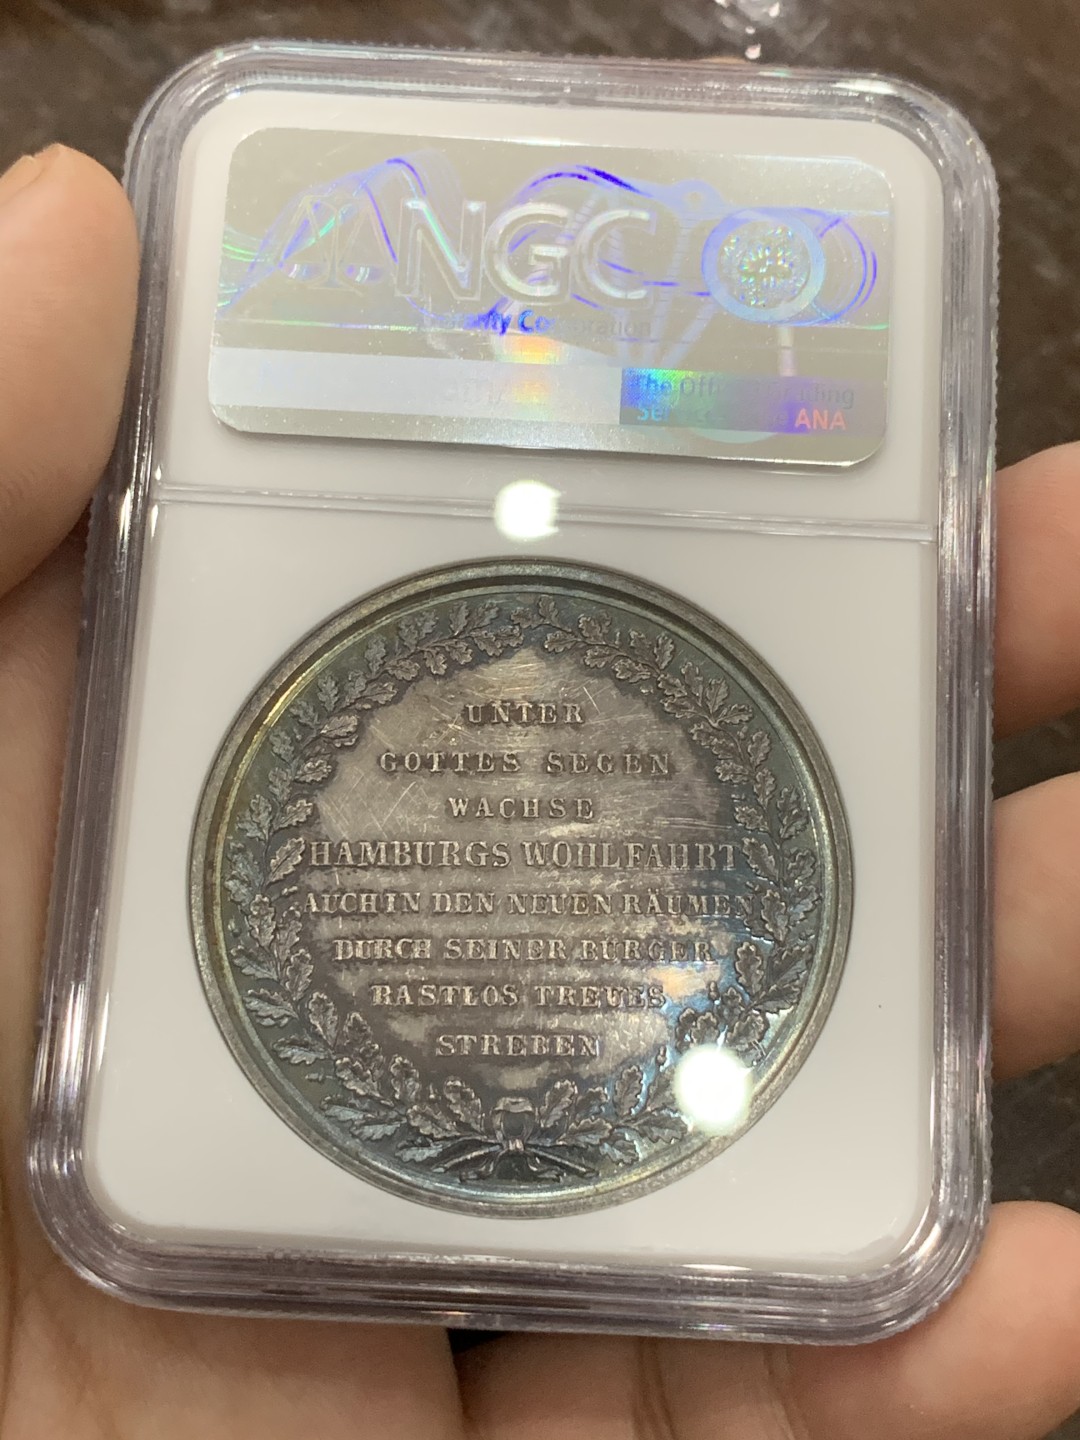 NGC
Corporation
The Official Grading
Service of the ANA
UNTER
GOTTES SEGEN
WACHSE
HAMBURGS WOHLFAHRT
AUCH IN DEN NEUEN RÄUMEN
DURCH SEINER BÜRGER
RASTLOS TREUES
STREBEN